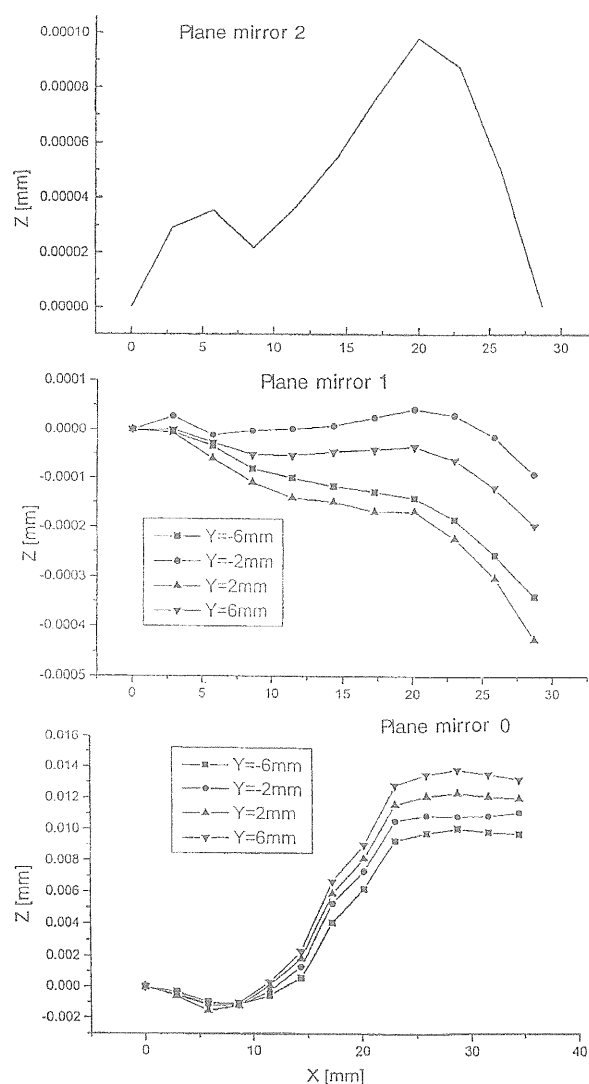 Plane mirror 2
Z [mm]
0.00010
0.00008
0.00006
0.00004
0.00002
0.00000
0 5 10 15 20 25 30
Plane mirror 1
Z [mm]
0.0001
0.0000
-0.0001
-0.0002
-0.0003
-0.0004
-0.0005
Y=-6mm
Y=-2mm
Y=2mm
Y=6mm
0 5 10 15 20 25 30
Plane mirror 0
Z [mm]
0.016
0.014
0.012
0.010
0.008
0.006
0.004
0.002
0.000
-0.002
Y=-6mm
Y=-2mm
Y=2mm
Y=6mm
0 10 20 30 40
X [mm]